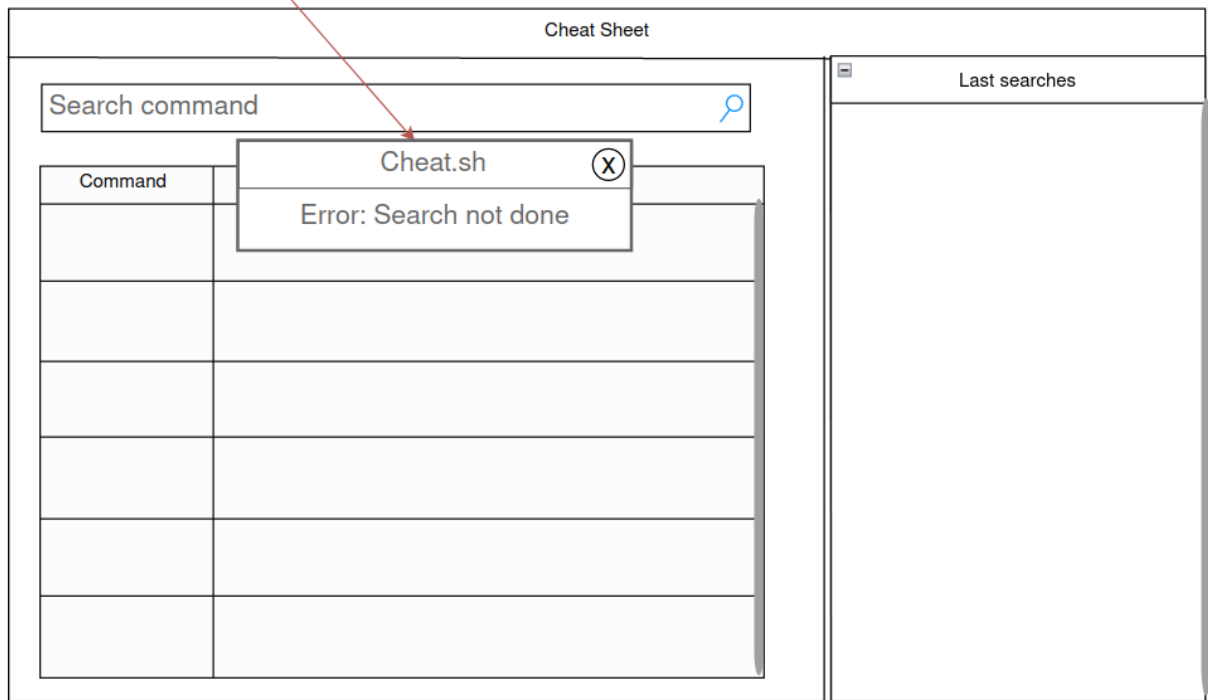 Cheat Sheet
Search command
Last searches
Cheat.sh
X
Command
Error: Search not done